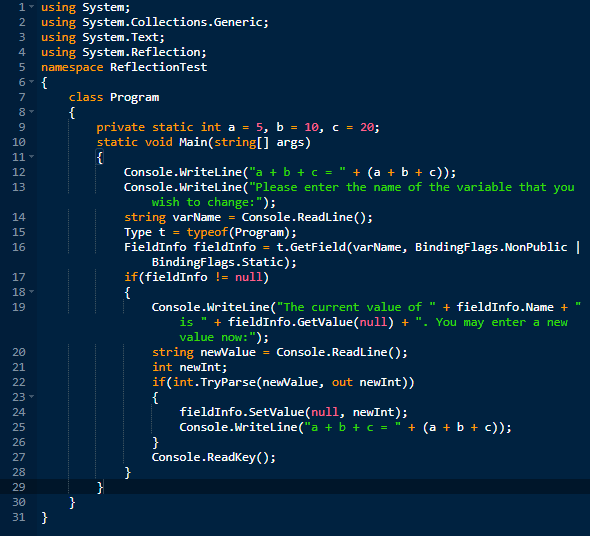 1 using System;
2 using System.Collections.Generic;
3 using System.Text;
4 using System.Reflection;
5 namespace ReflectionTest
6 {
7 class Program
8 {
9 private static int a = 5, b = 10, c = 20;
10 static void Main(string[] args)
11 {
12 Console.WriteLine("a + b + c = " + (a + b + c));
13 Console.WriteLine("Please enter the name of the variable that you
wish to change:");
14 string varName = Console.ReadLine();
15 Type t = typeof(Program);
16 FieldInfo fieldInfo = t.GetField(varName, BindingFlags.NonPublic |
BindingFlags.Static);
17 if(fieldInfo != null)
18 {
19 Console.WriteLine("The current value of " + fieldInfo.Name + "
is " + fieldInfo.GetValue(null) + ". You may enter a new
value now:");
20 string newValue = Console.ReadLine();
21 int newInt;
22 if(int.TryParse(newValue, out newInt))
23 {
24 fieldInfo.SetValue(null, newInt);
25 Console.WriteLine("a + b + c = " + (a + b + c));
26 }
27 Console.ReadKey();
28 }
29 }
30 }
31 }